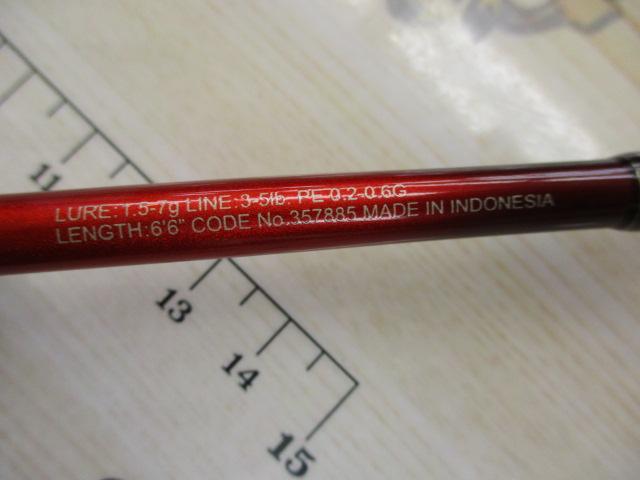 11
LURE:1.5-7g LINE:3-5lb. PE 0.2-0.6G
LENGTH:6'6" CODE No.357885 MADE IN INDONESIA
13
14
15